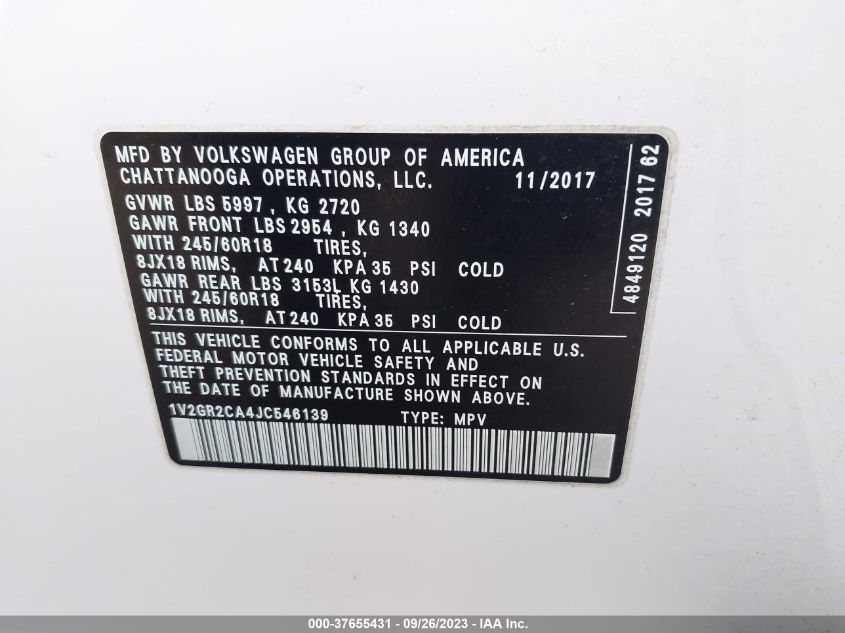 MFD BY VOLKSWAGEN GROUP OF AMERICA
CHATTANOOGA OPERATIONS, LLC. 11/2017
GVWR LBS 5997, KG 2720
GAWR FRONT LBS 2954, KG 1340
WITH 245/60R18 TIRES,
8JX18 RIMS, AT 240 KPA 35 PSI COLD
GAWR REAR LBS 3153L KG 1430
WITH 245/60R18 TIRES,
8JX18 RIMS, AT 240 KPA 35 PSI COLD
THIS VEHICLE CONFORMS TO ALL APPLICABLE U.S.
FEDERAL MOTOR VEHICLE SAFETY AND
THEFT PREVENTION STANDARDS IN EFFECT ON
THE DATE OF MANUFACTURE SHOWN ABOVE.
1V2GR2CA4JC546139 TYPE: MPV
4849120 2017 62
000-37655431 - 09/26/2023 - IAA Inc.